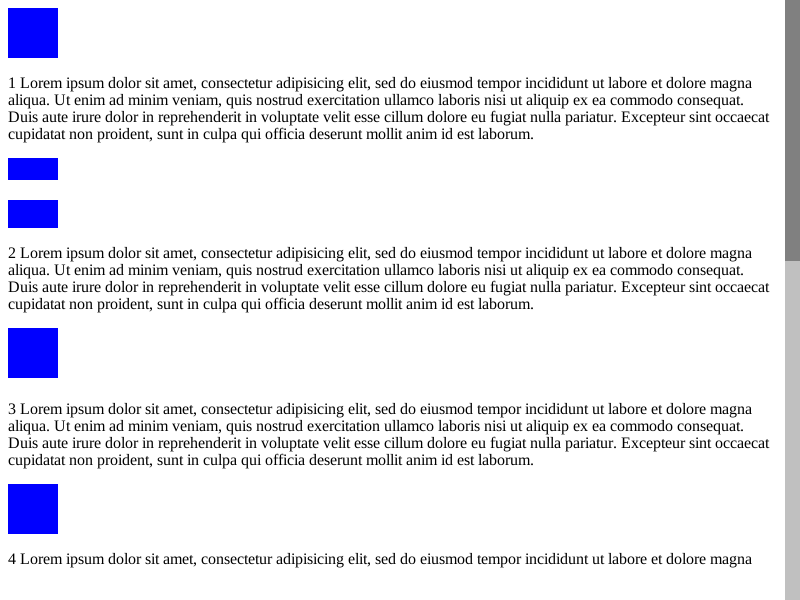 1 Lorem ipsum dolor sit amet, consectetur adipisicing elit, sed do eiusmod tempor incididunt ut labore et dolore magna
aliqua. Ut enim ad minim veniam, quis nostrud exercitation ullamco laboris nisi ut aliquip ex ea commodo consequat.
Duis aute irure dolor in reprehenderit in voluptate velit esse cillum dolore eu fugiat nulla pariatur. Excepteur sint occaecat
cupidatat non proident, sunt in culpa qui officia deserunt mollit anim id est laborum.
2 Lorem ipsum dolor sit amet, consectetur adipisicing elit, sed do eiusmod tempor incididunt ut labore et dolore magna
aliqua. Ut enim ad minim veniam, quis nostrud exercitation ullamco laboris nisi ut aliquip ex ea commodo consequat.
Duis aute irure dolor in reprehenderit in voluptate velit esse cillum dolore eu fugiat nulla pariatur. Excepteur sint occaecat
cupidatat non proident, sunt in culpa qui officia deserunt mollit anim id est laborum.
3 Lorem ipsum dolor sit amet, consectetur adipisicing elit, sed do eiusmod tempor incididunt ut labore et dolore magna
aliqua. Ut enim ad minim veniam, quis nostrud exercitation ullamco laboris nisi ut aliquip ex ea commodo consequat.
Duis aute irure dolor in reprehenderit in voluptate velit esse cillum dolore eu fugiat nulla pariatur. Excepteur sint occaecat
cupidatat non proident, sunt in culpa qui officia deserunt mollit anim id est laborum.
4 Lorem ipsum dolor sit amet, consectetur adipisicing elit, sed do eiusmod tempor incididunt ut labore et dolore magna